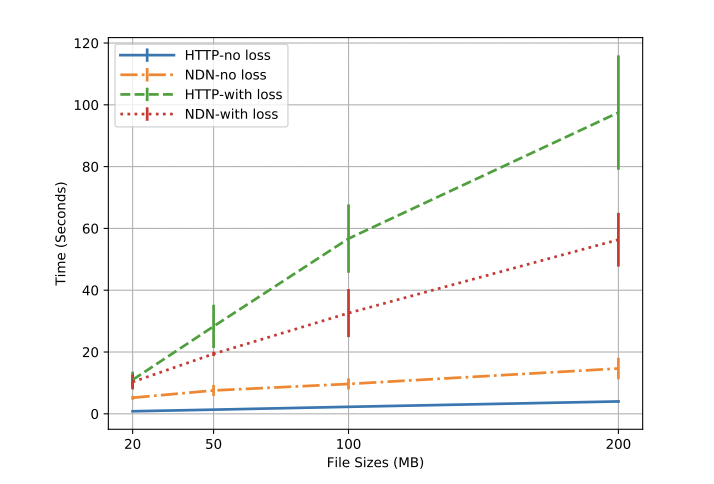 HTTP-no loss
NDN-no loss
HTTP-with loss
NDN-with loss
120
100
80
60
40
20
0
Time (Seconds)
20 50 100 200
File Sizes (MB)